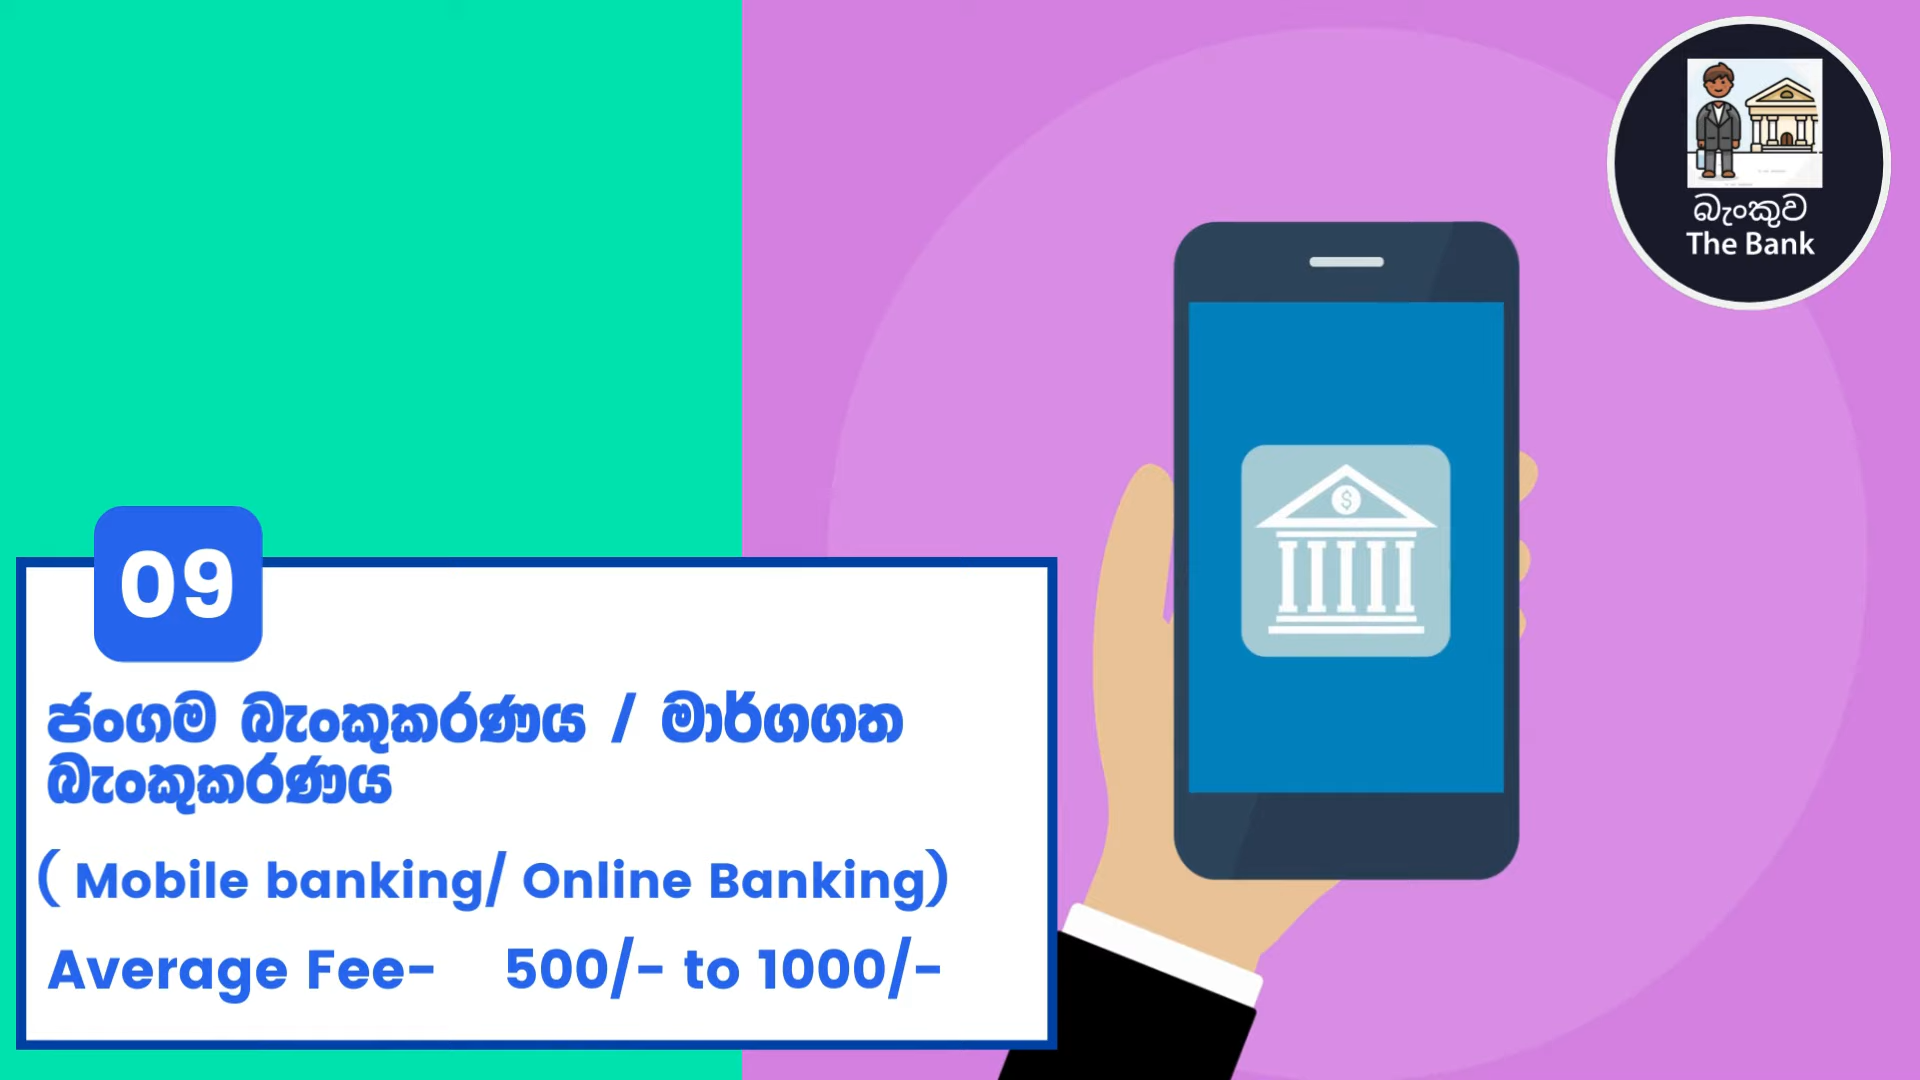 බැංකුව
The Bank
09
ජංගම බැංකුකරණය / මාර්ගගත
බැංකුකරණය
( Mobile banking/ Online Banking)
Average Fee- 500/- to 1000/-
$